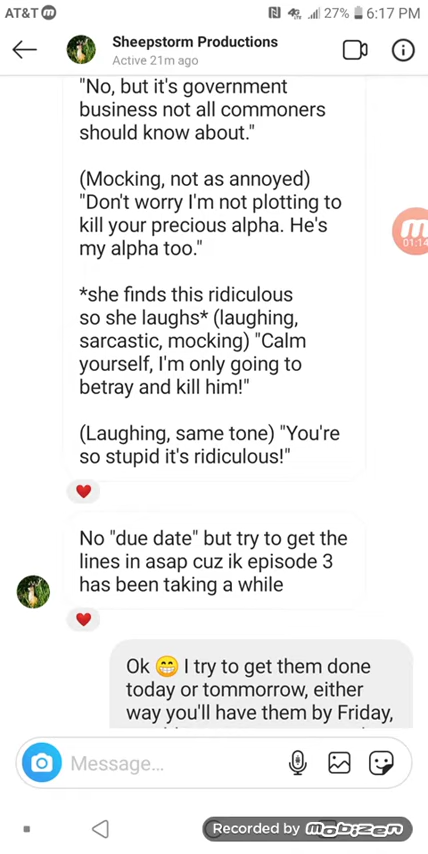 AT&T m 27% 6:17 PM
Sheepstorm Productions
Active 21m ago
"No, but it's government
business not all commoners
should know about."
(Mocking, not as annoyed)
"Don't worry I'm not plotting to
kill your precious alpha. He's
my alpha too."
m
01:14
*she finds this ridiculous
so she laughs* (laughing,
sarcastic, mocking) "Calm
yourself, I'm only going to
betray and kill him!"
(Laughing, same tone) "You're
so stupid it's ridiculous!"
No "due date" but try to get the
lines in asap cuz ik episode 3
has been taking a while
Ok 😁 I try to get them done
today or tommorrow, either
way you'll have them by Friday,
Message...
Recorded by mobizen